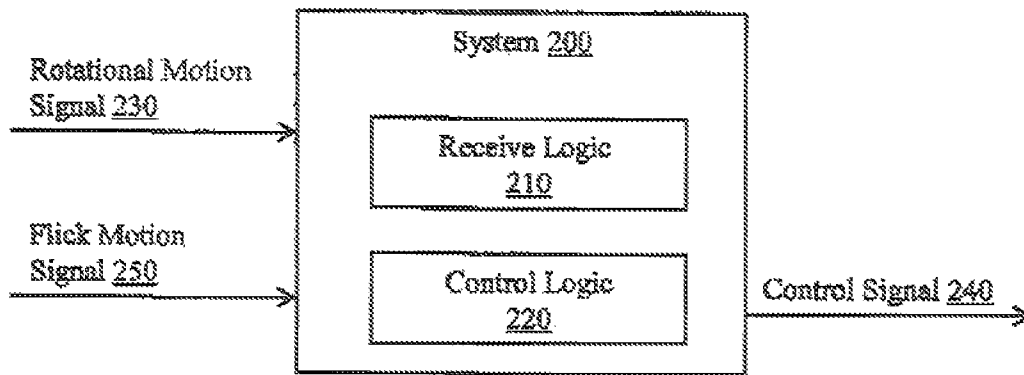 System 200
Rotational Motion
Signal 230
Receive Logic
210
Flick Motion
Signal 250
Control Logic
220
Control Signal 240